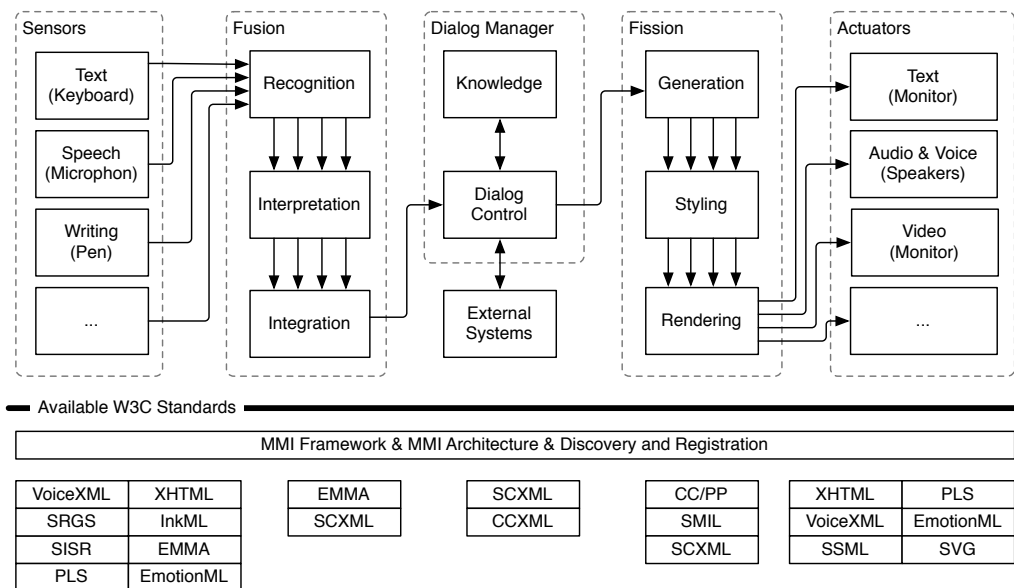 Sensors
Text
(Keyboard)
Speech
(Microphon)
Writing
(Pen)
...
Fusion
Recognition
Interpretation
Integration
Dialog Manager
Knowledge
Dialog
Control
External
Systems
Fission
Generation
Styling
Rendering
Actuators
Text
(Monitor)
Audio & Voice
(Speakers)
Video
(Monitor)
...
Available W3C Standards
MMI Framework & MMI Architecture & Discovery and Registration
VoiceXML XHTML
SRGS InkML
SISR EMMA
PLS EmotionML
EMMA
SCXML
SCXML
CCXML
CC/PP
SMIL
SCXML
XHTML PLS
VoiceXML EmotionML
SSML SVG